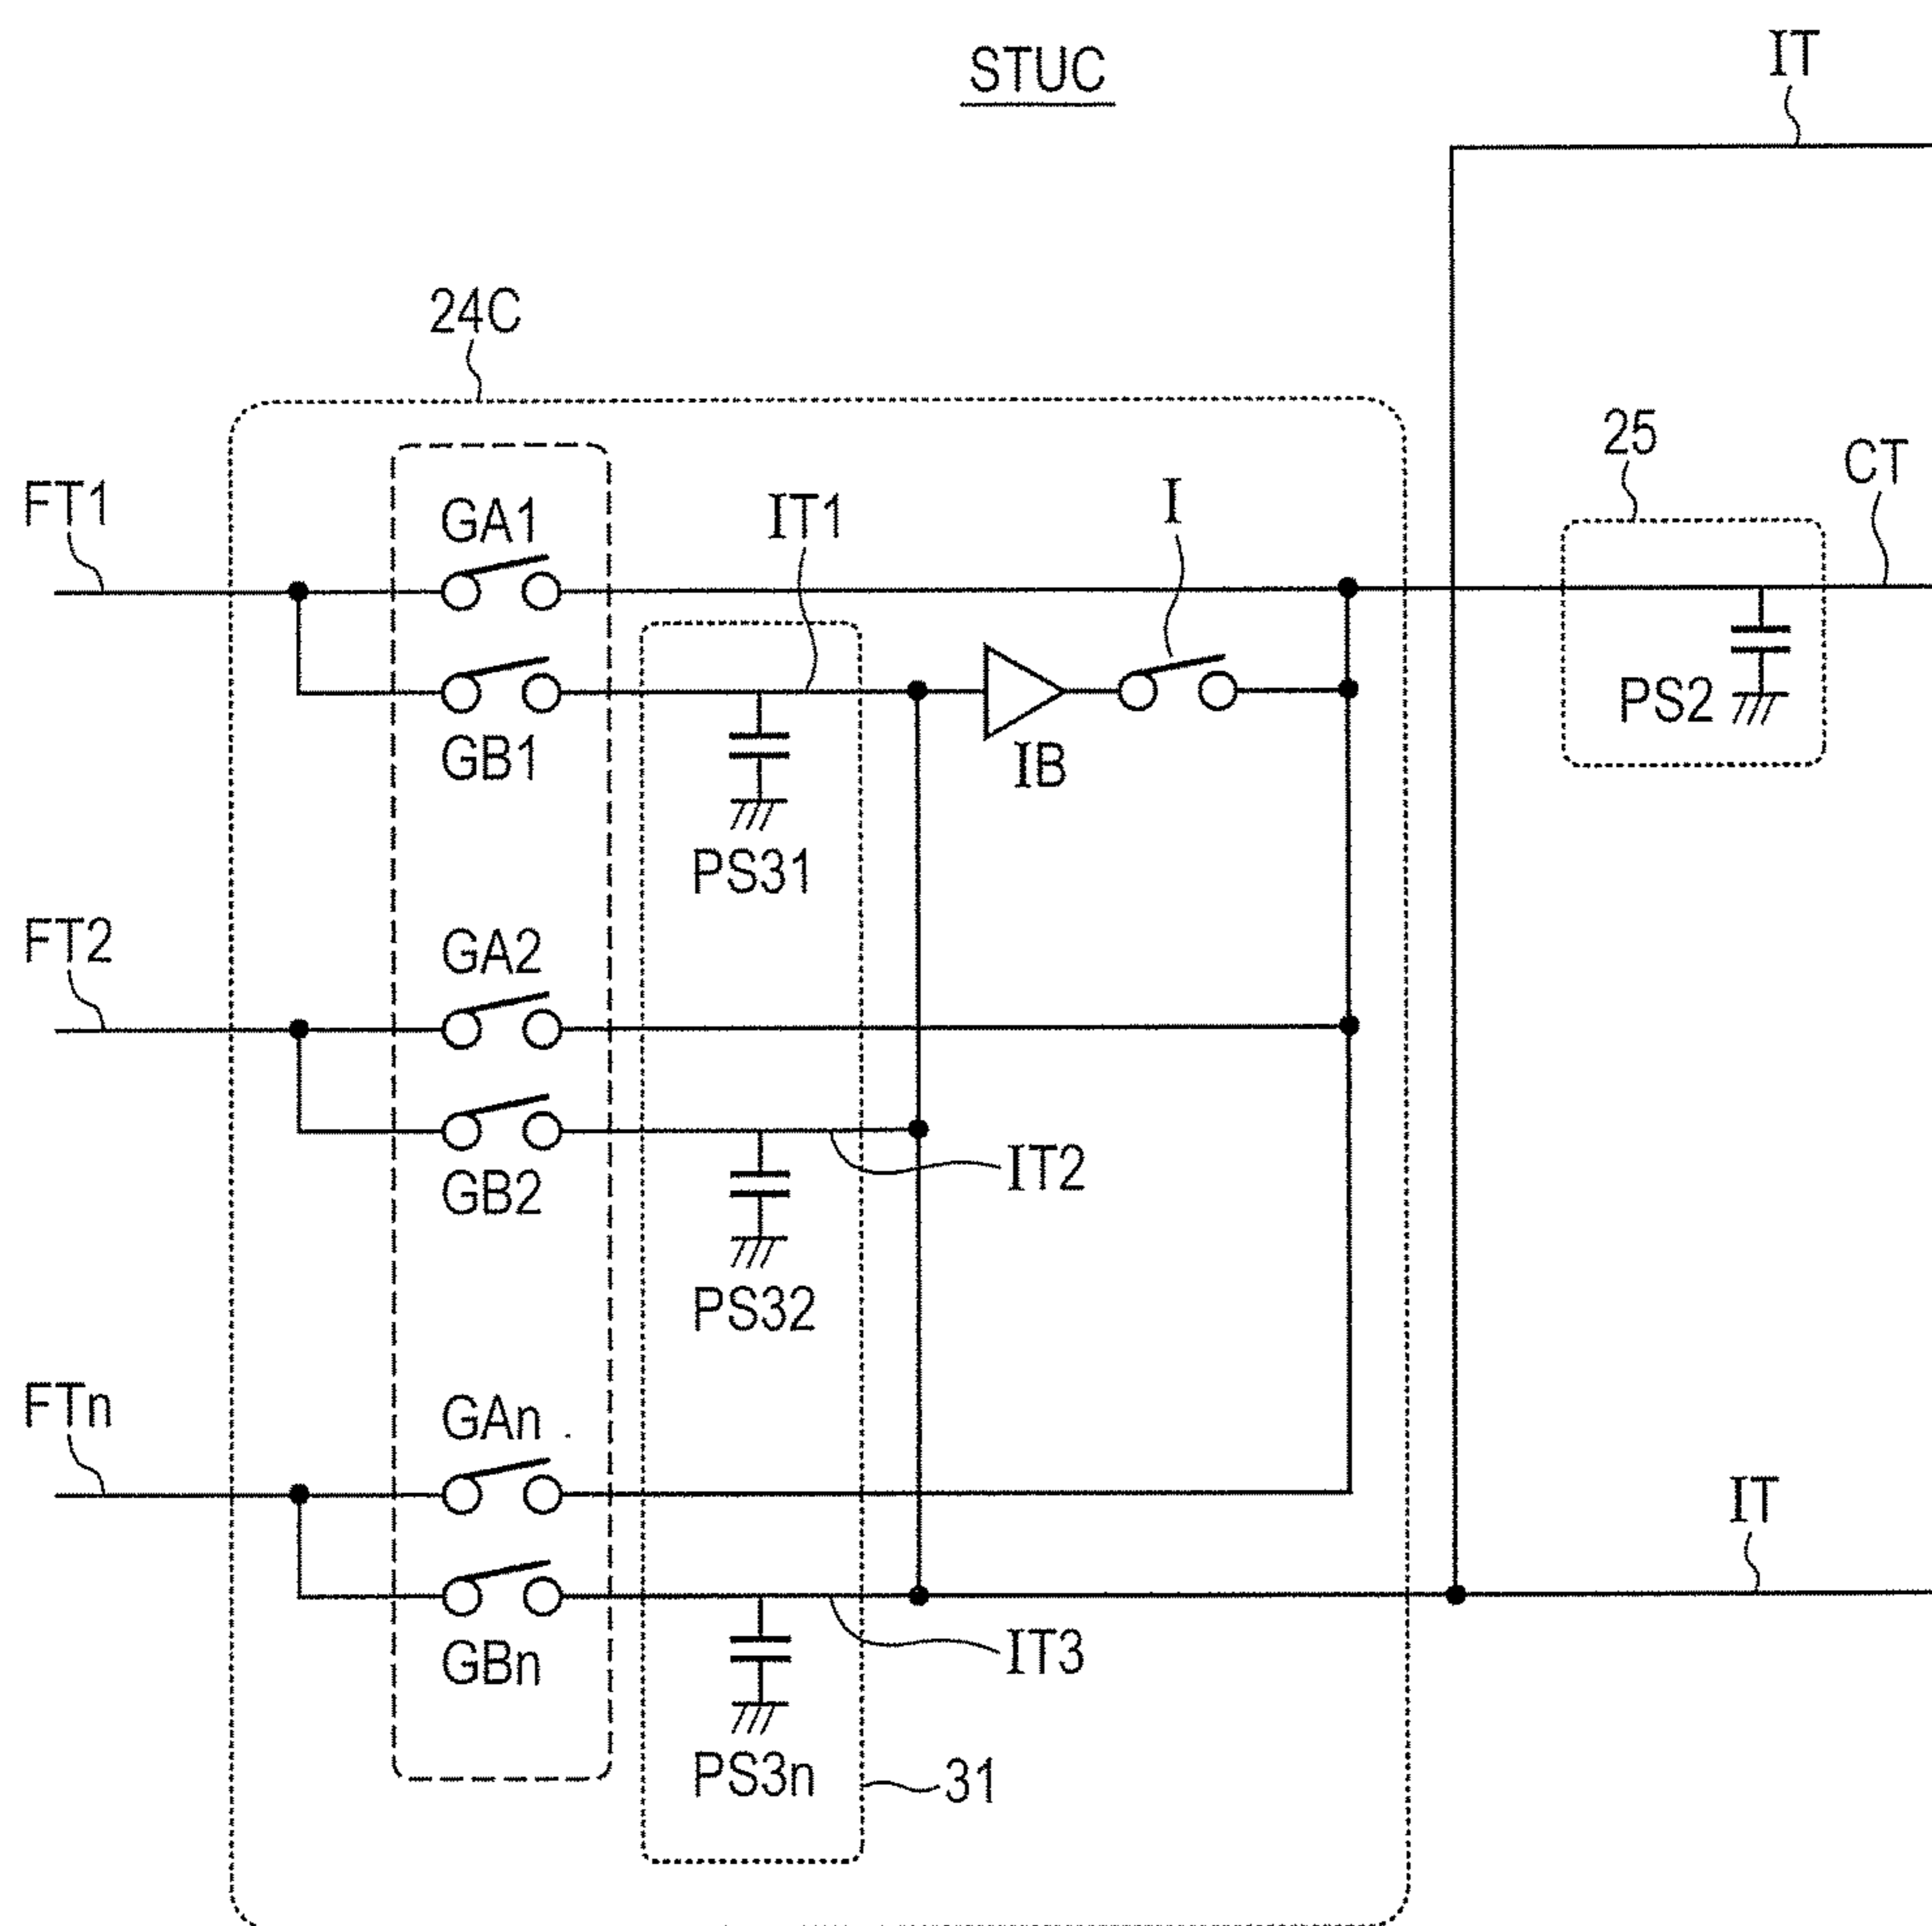 STUC
IT
24C
25
CT
FT1
GA1
IT1
I
GB1
IB
PS2
PS31
FT2
GA2
GB2
IT2
PS32
FTn
GAn
IT
GBn
IT3
PS3n
31